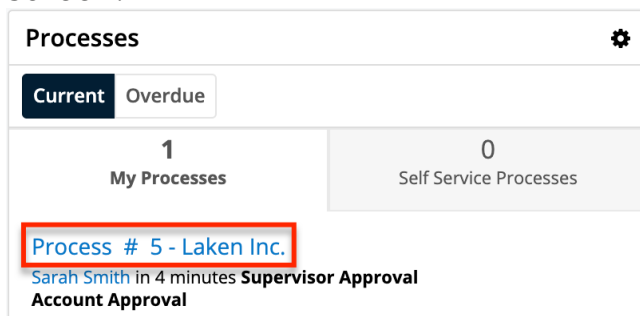 Processes
Current Overdue
1 0
My Processes Self Service Processes
Process # 5 - Laken Inc.
Sarah Smith in 4 minutes Supervisor Approval
Account Approval